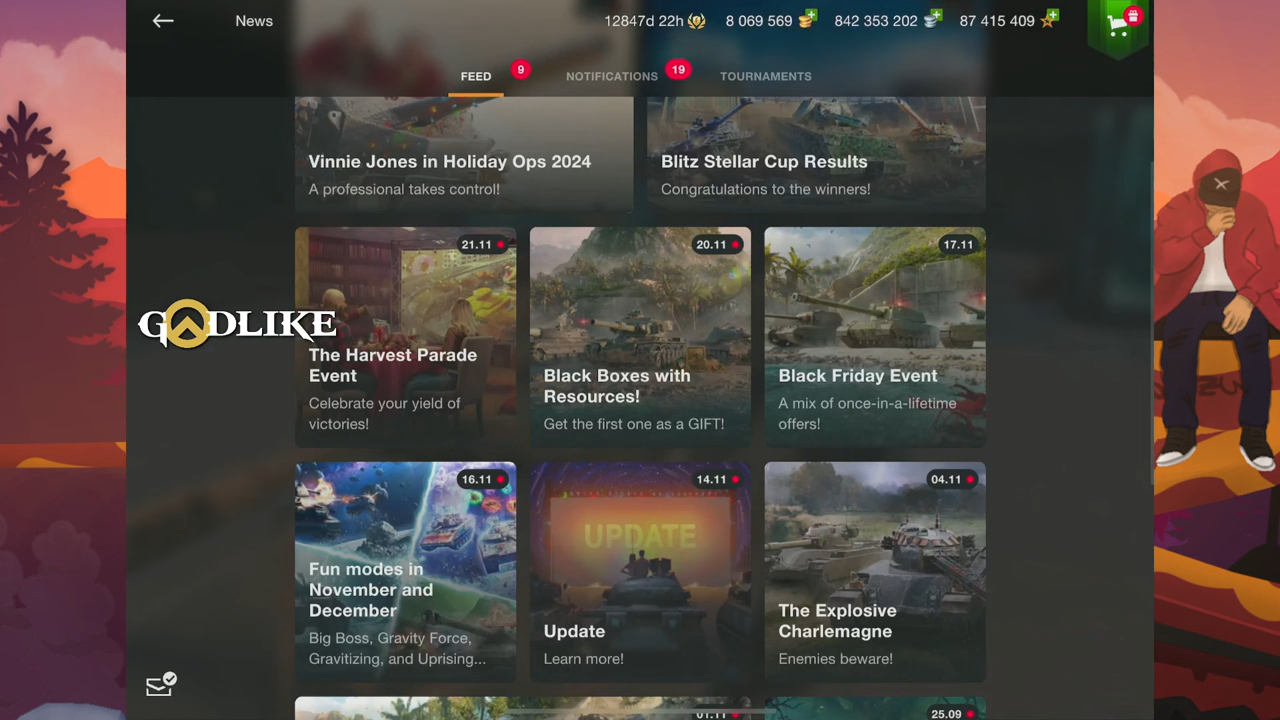 News
12847d 22h
8 069 569
842 353 202
87 415 409
FEED
9
NOTIFICATIONS
19
TOURNAMENTS
Vinnie Jones in Holiday Ops 2024
A professional takes control!
Blitz Stellar Cup Results
Congratulations to the winners!
21.11
The Harvest Parade
Event
Celebrate your yield of
victories!
20.11
Black Boxes with
Resources!
Get the first one as a GIFT!
17.11
Black Friday Event
A mix of once-in-a-lifetime
offers!
GODLIKE
16.11
Fun modes in
November and
December
Big Boss, Gravity Force,
Gravitizing, and Uprising...
14.11
UPDATE
Update
Learn more!
04.11
The Explosive
Charlemagne
Enemies beware!
01.11
25.09